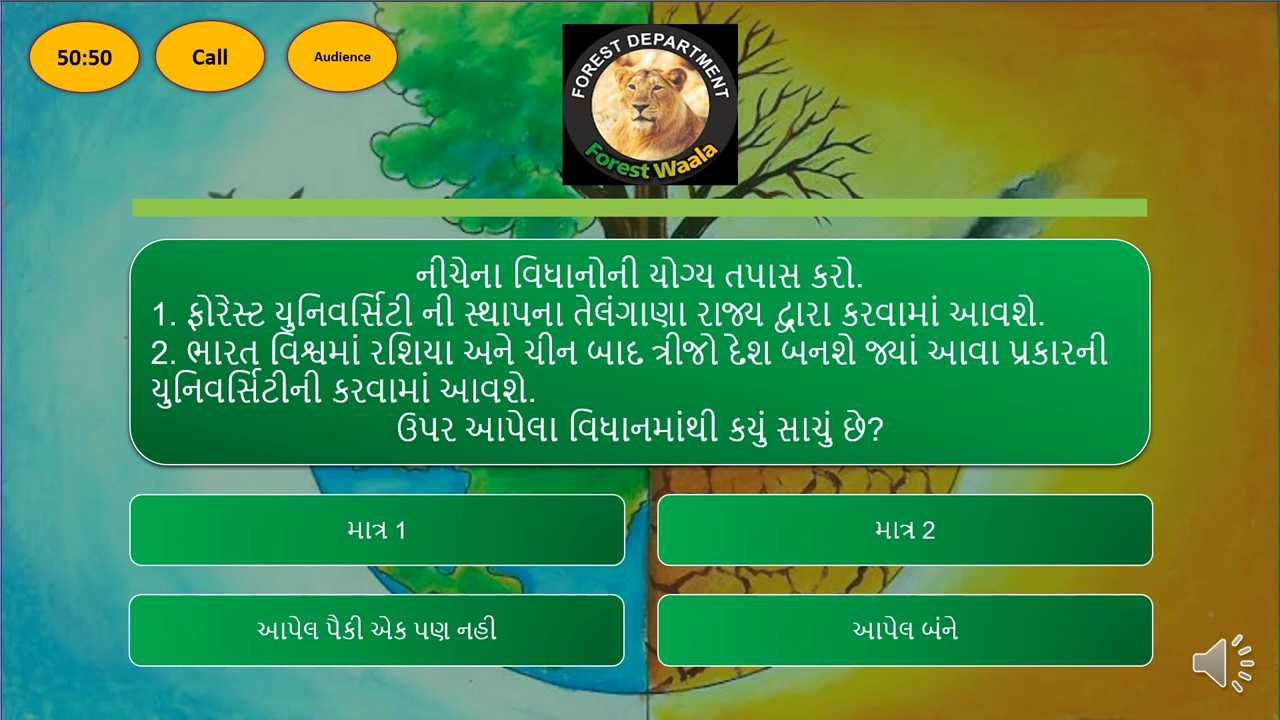 50:50
Call
Audience
FOREST DEPARTMENT
Forest Waala
નીચેના વિધાનોની યોગ્ય તપાસ કરો.
1. ફોરેસ્ટ યુનિવર્સિટી ની સ્થાપના તેલંગાણા રાજ્ય દ્વારા કરવામાં આવશે.
2. ભારત વિશ્વમાં રશિયા અને ચીન બાદ ત્રીજો દેશ બનશે જ્યાં આવા પ્રકારની
યુનિવર્સિટીની કરવામાં આવશે.
ઉપર આપેલા વિધાનમાંથી કયું સાચું છે?
માત્ર 1
માત્ર 2
આપેલ પૈકી એક પણ નહી
આપેલ બંને